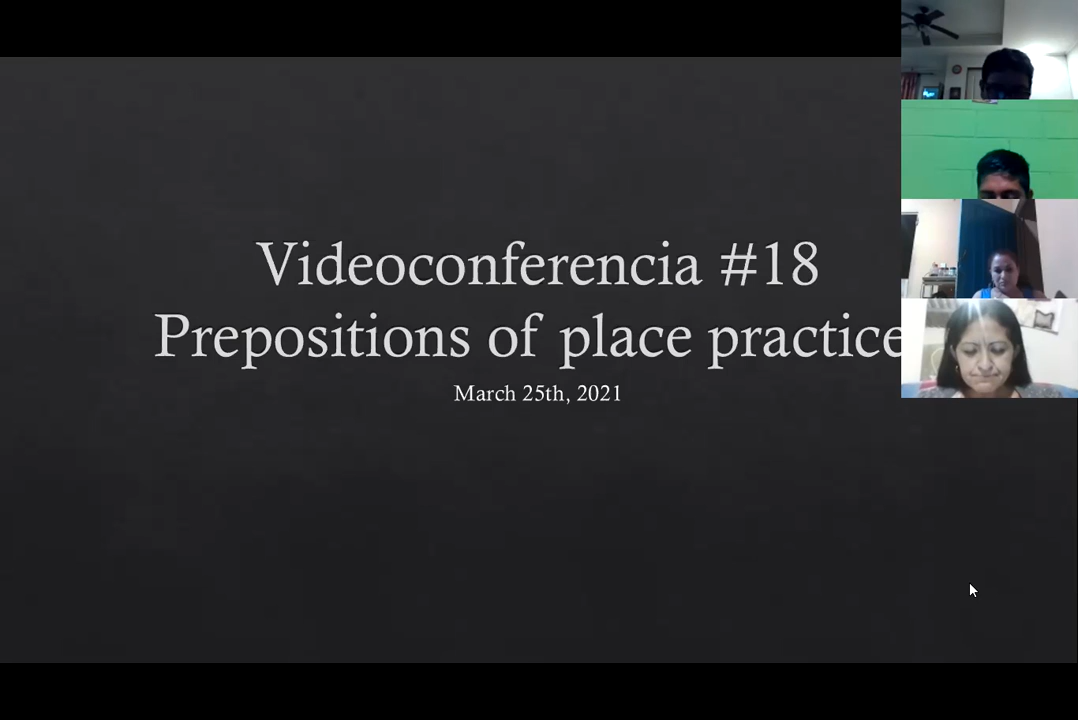 Videoconferencia #18
Prepositions of place practice
March 25th, 2021